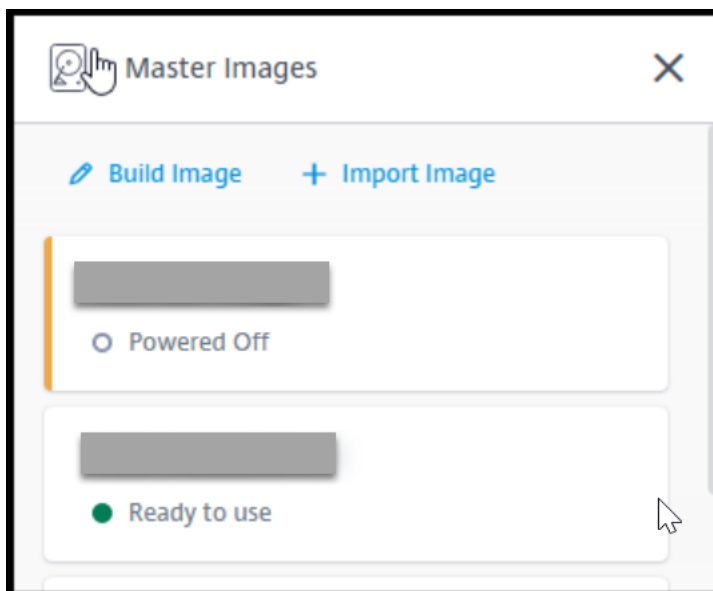 Master Images
Build Image
Import Image
Powered Off
Ready to use